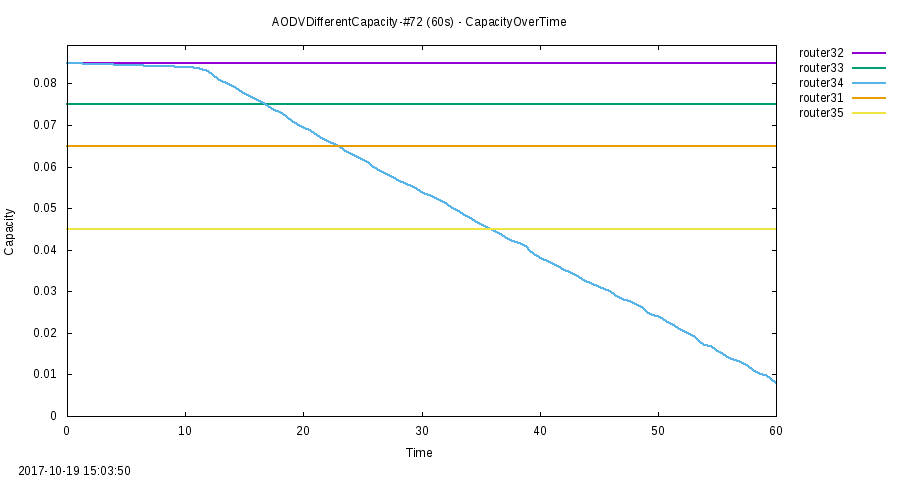 AODVDifferentCapacity-#72 (60s) - CapacityOverTime
router32
router33
router34
router31
router35
0.08
0.07
0.06
0.05
0.04
0.03
0.02
0.01
0
Capacity
0 10 20 30 40 50 60
Time
2017-10-19 15:03:50